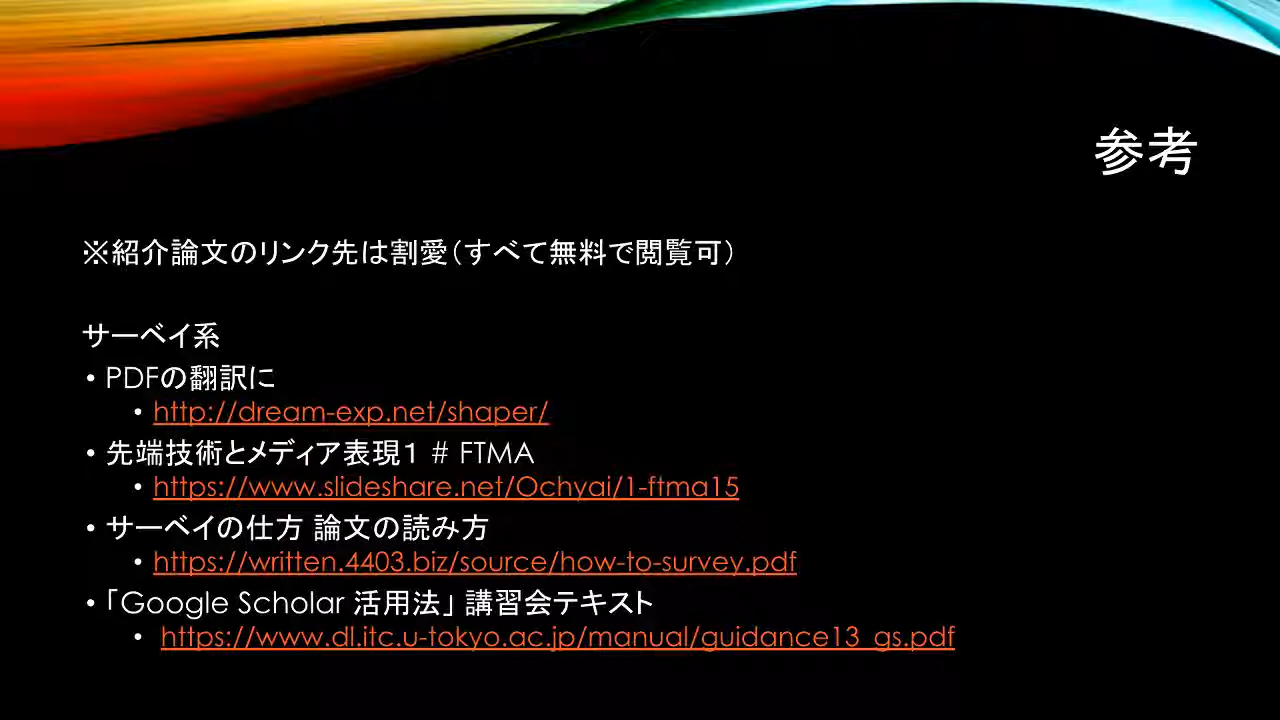 参考
※紹介論文のリンク先は割愛(すべて無料で閲覧可)
サーベイ系
• PDFの翻訳に
• http://dream-exp.net/shaper/
• 先端技術とメディア表現1 # FTMA
• https://www.slideshare.net/Ochyai/1-ftma15
• サーベイの仕方 論文の読み方
• https://written.4403.biz/source/how-to-survey.pdf
• 「Google Scholar 活用法」 講習会テキスト
• https://www.dl.itc.u-tokyo.ac.jp/manual/guidance13_gs.pdf